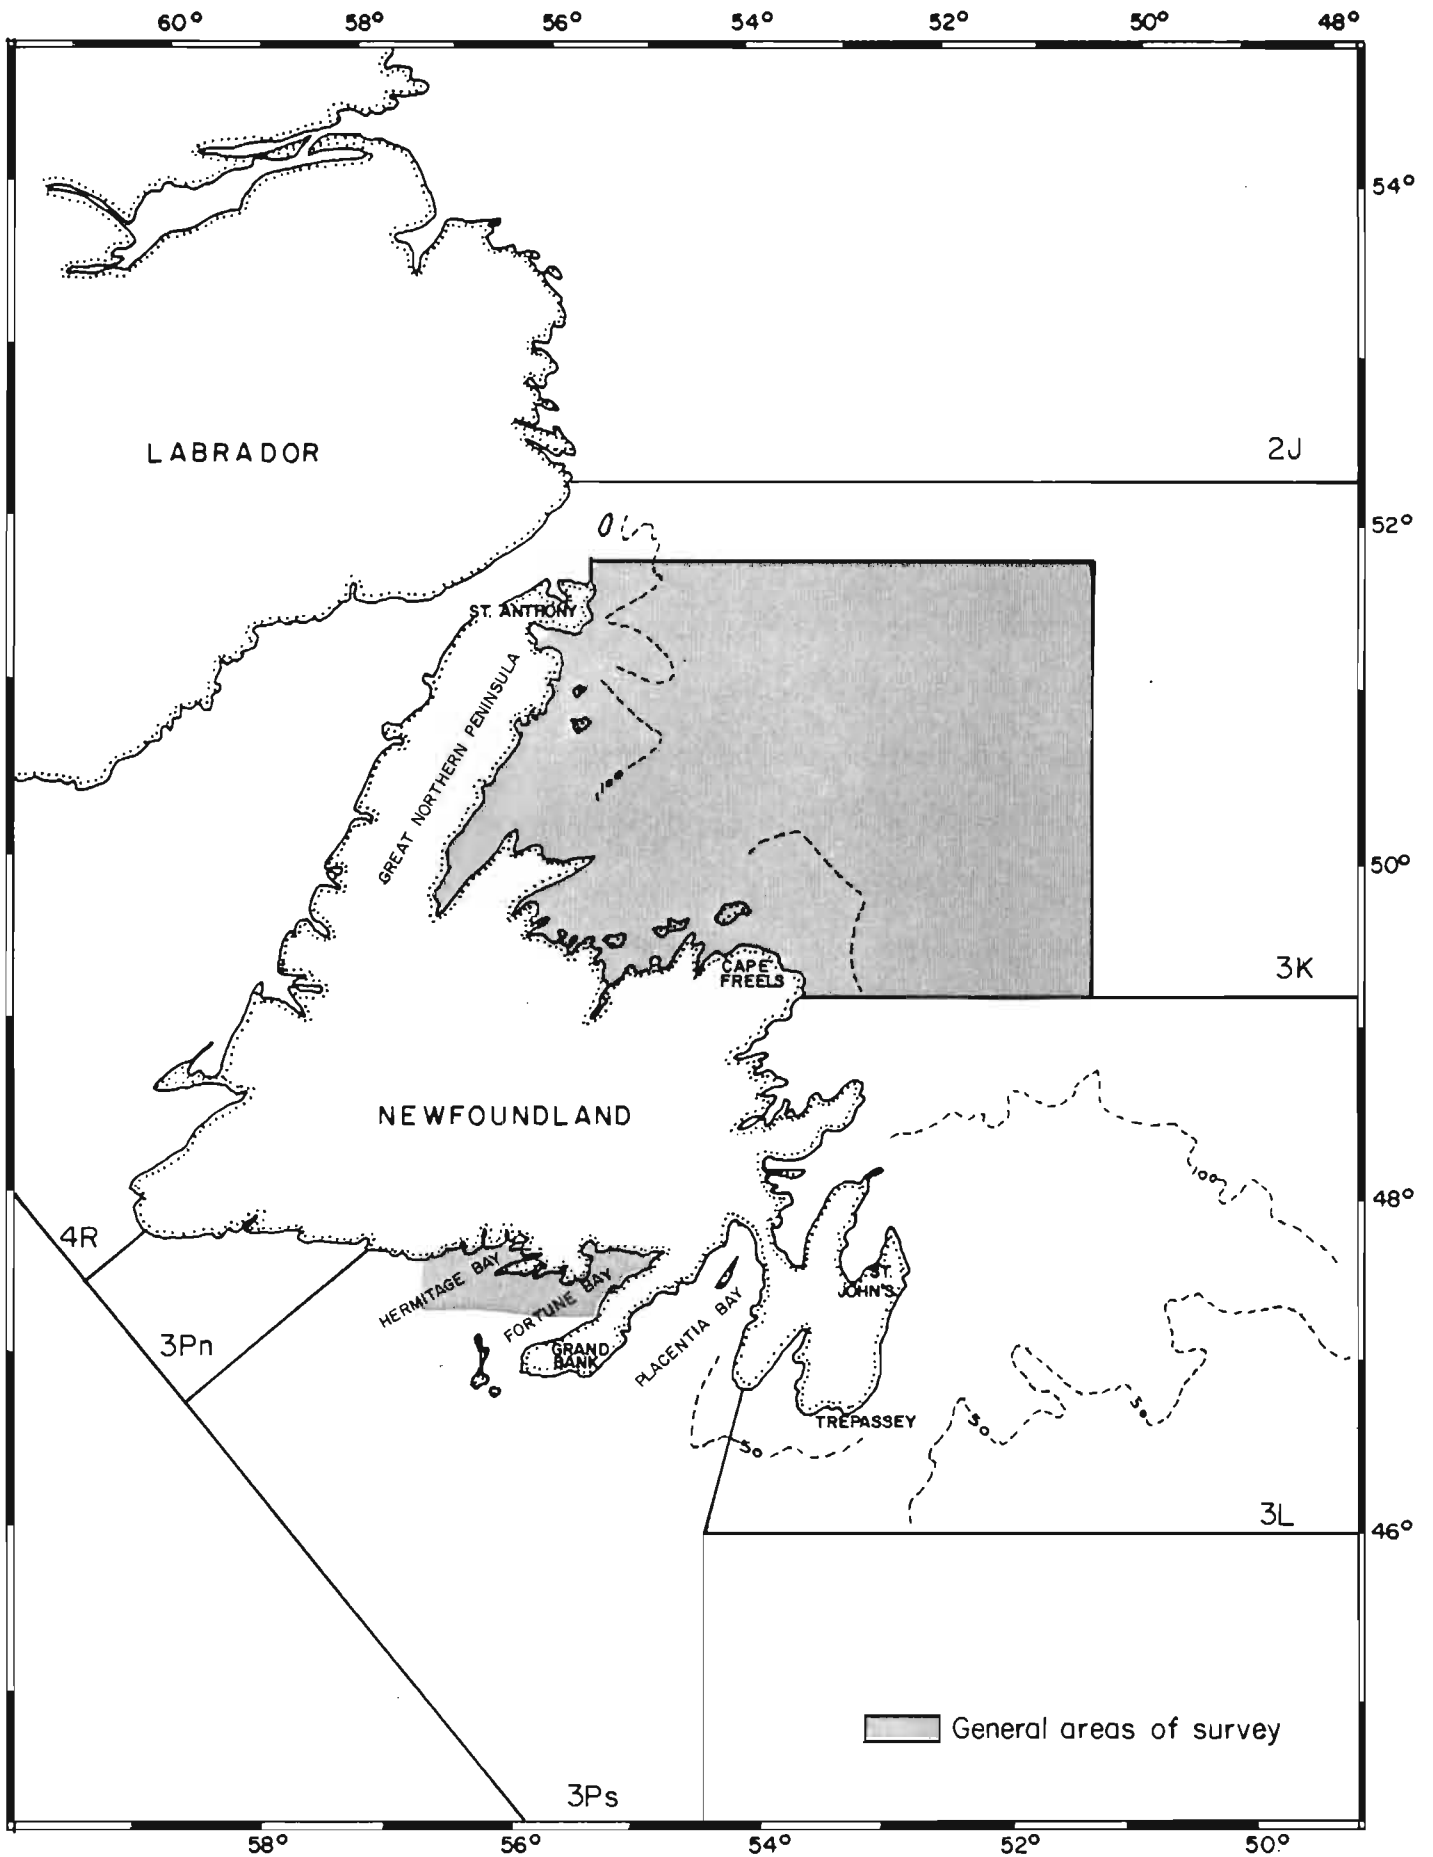 60° 58° 56° 54° 52° 50° 48°
54°
LABRADOR
2J
52°
ST. ANTHONY
GREAT NORTHERN PENINSULA
100
50°
CAPE
FREELS
3K
NEWFOUNDLAND
100
48°
4R
HERMITAGE BAY
FORTUNE BAY
ST.
JOHN'S
PLACENTIA BAY
3Pn
GRAND
BANK
TREPASSEY
50
50
50
3L
46°
General areas of survey
3Ps
58° 56° 54° 52° 50°